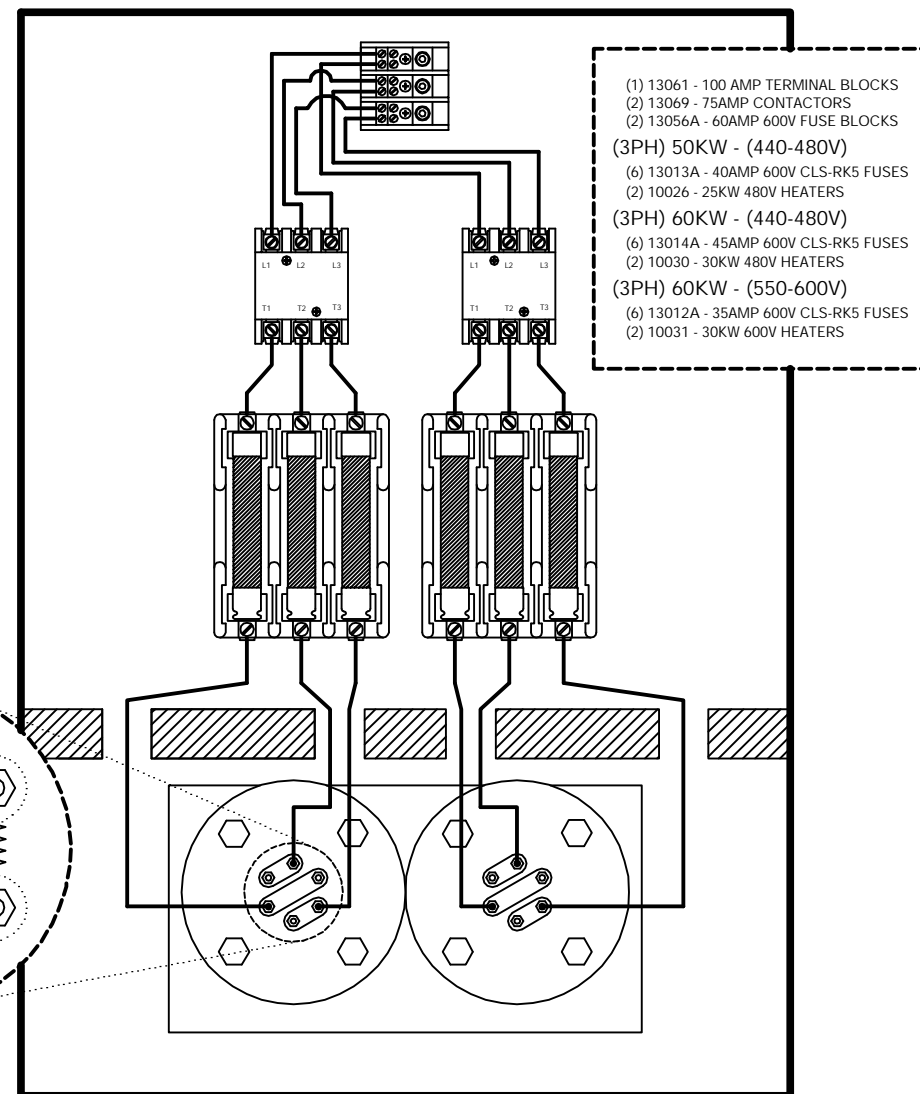 (1) 13061 - 100 AMP TERMINAL BLOCKS
(2) 13069 - 75AMP CONTACTORS
(2) 13056A - 60AMP 600V FUSE BLOCKS
(3PH) 50KW - (440-480V)
(6) 13013A - 40AMP 600V CLS-RK5 FUSES
(2) 10026 - 25KW 480V HEATERS
(3PH) 60KW - (440-480V)
(6) 13014A - 45AMP 600V CLS-RK5 FUSES
(2) 10030 - 30KW 480V HEATERS
(3PH) 60KW - (550-600V)
(6) 13012A - 35AMP 600V CLS-RK5 FUSES
(2) 10031 - 30KW 600V HEATERS
L1 L2 L3
T1 T2 T3
L1 L2 L3
T1 T2 T3